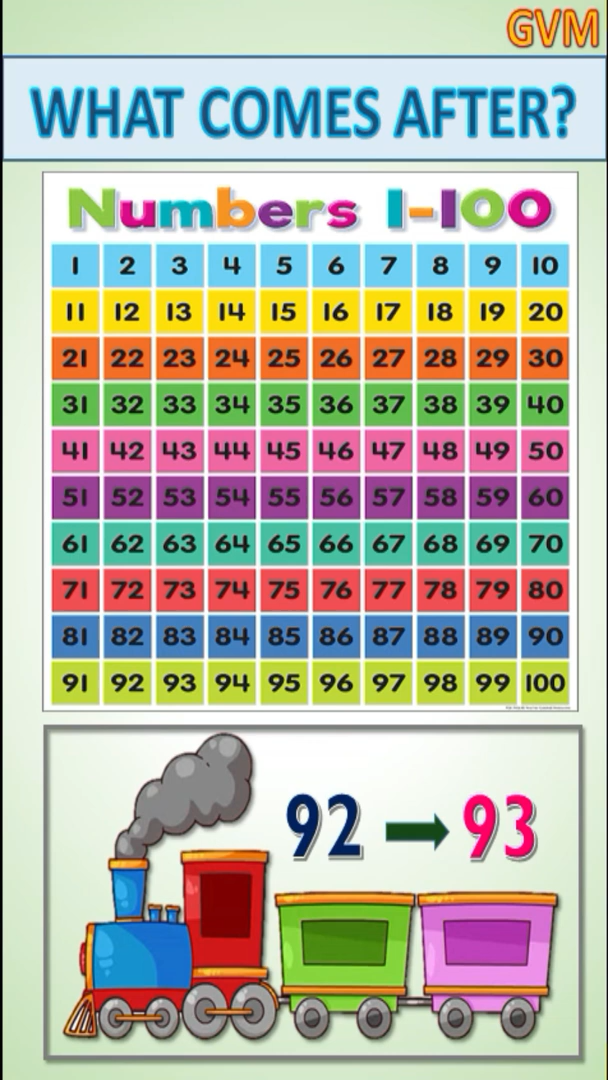 GVM
WHAT COMES AFTER?
Numbers 1-100
1 2 3 4 5 6 7 8 9 10
11 12 13 14 15 16 17 18 19 20
21 22 23 24 25 26 27 28 29 30
31 32 33 34 35 36 37 38 39 40
41 42 43 44 45 46 47 48 49 50
51 52 53 54 55 56 57 58 59 60
61 62 63 64 65 66 67 68 69 70
71 72 73 74 75 76 77 78 79 80
81 82 83 84 85 86 87 88 89 90
91 92 93 94 95 96 97 98 99 100
92 → 93